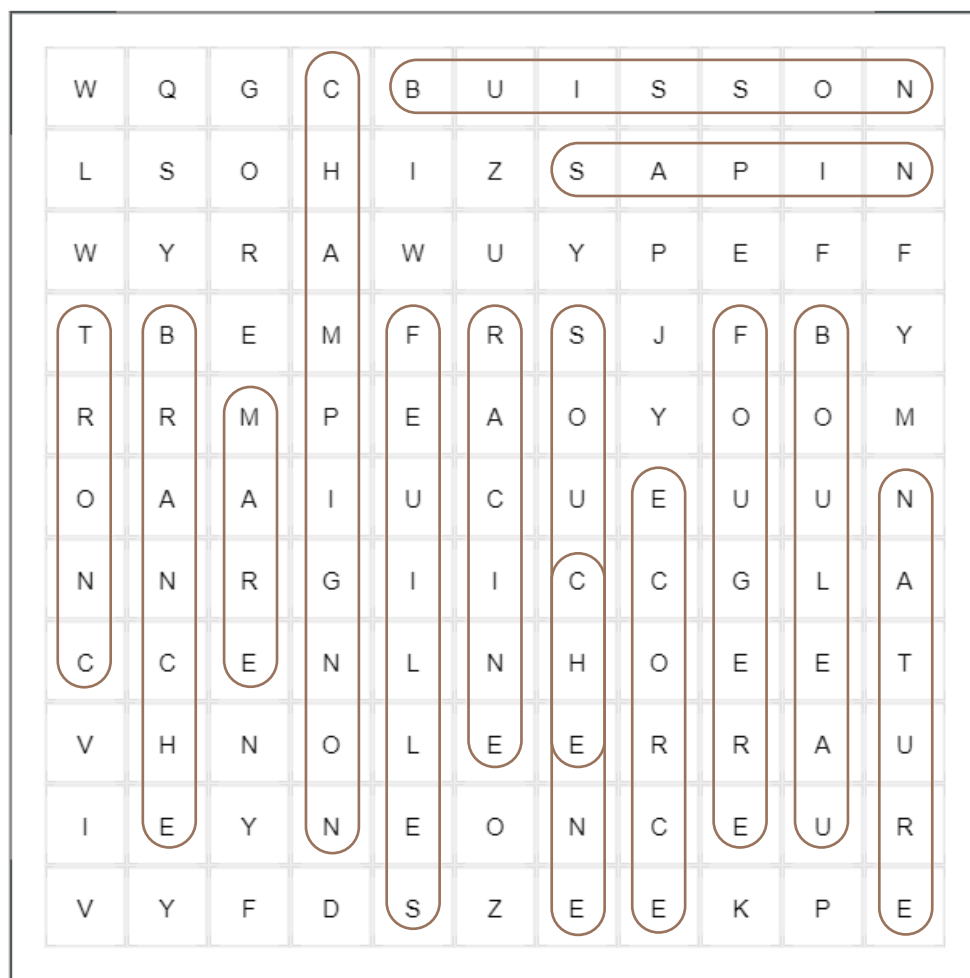 W Q G C B U I S S O N
L S O H I Z S A P I N
W Y R A W U Y P E F F
T B E M F R S J F B Y
R R M P E A O Y O O M
O A A I U C U E U U N
N N R G I I C C G L A
C C E N L N H O E E T
V H N O L E E R R A U
I E Y N E O N C E U R
V Y F D S Z E E K P E